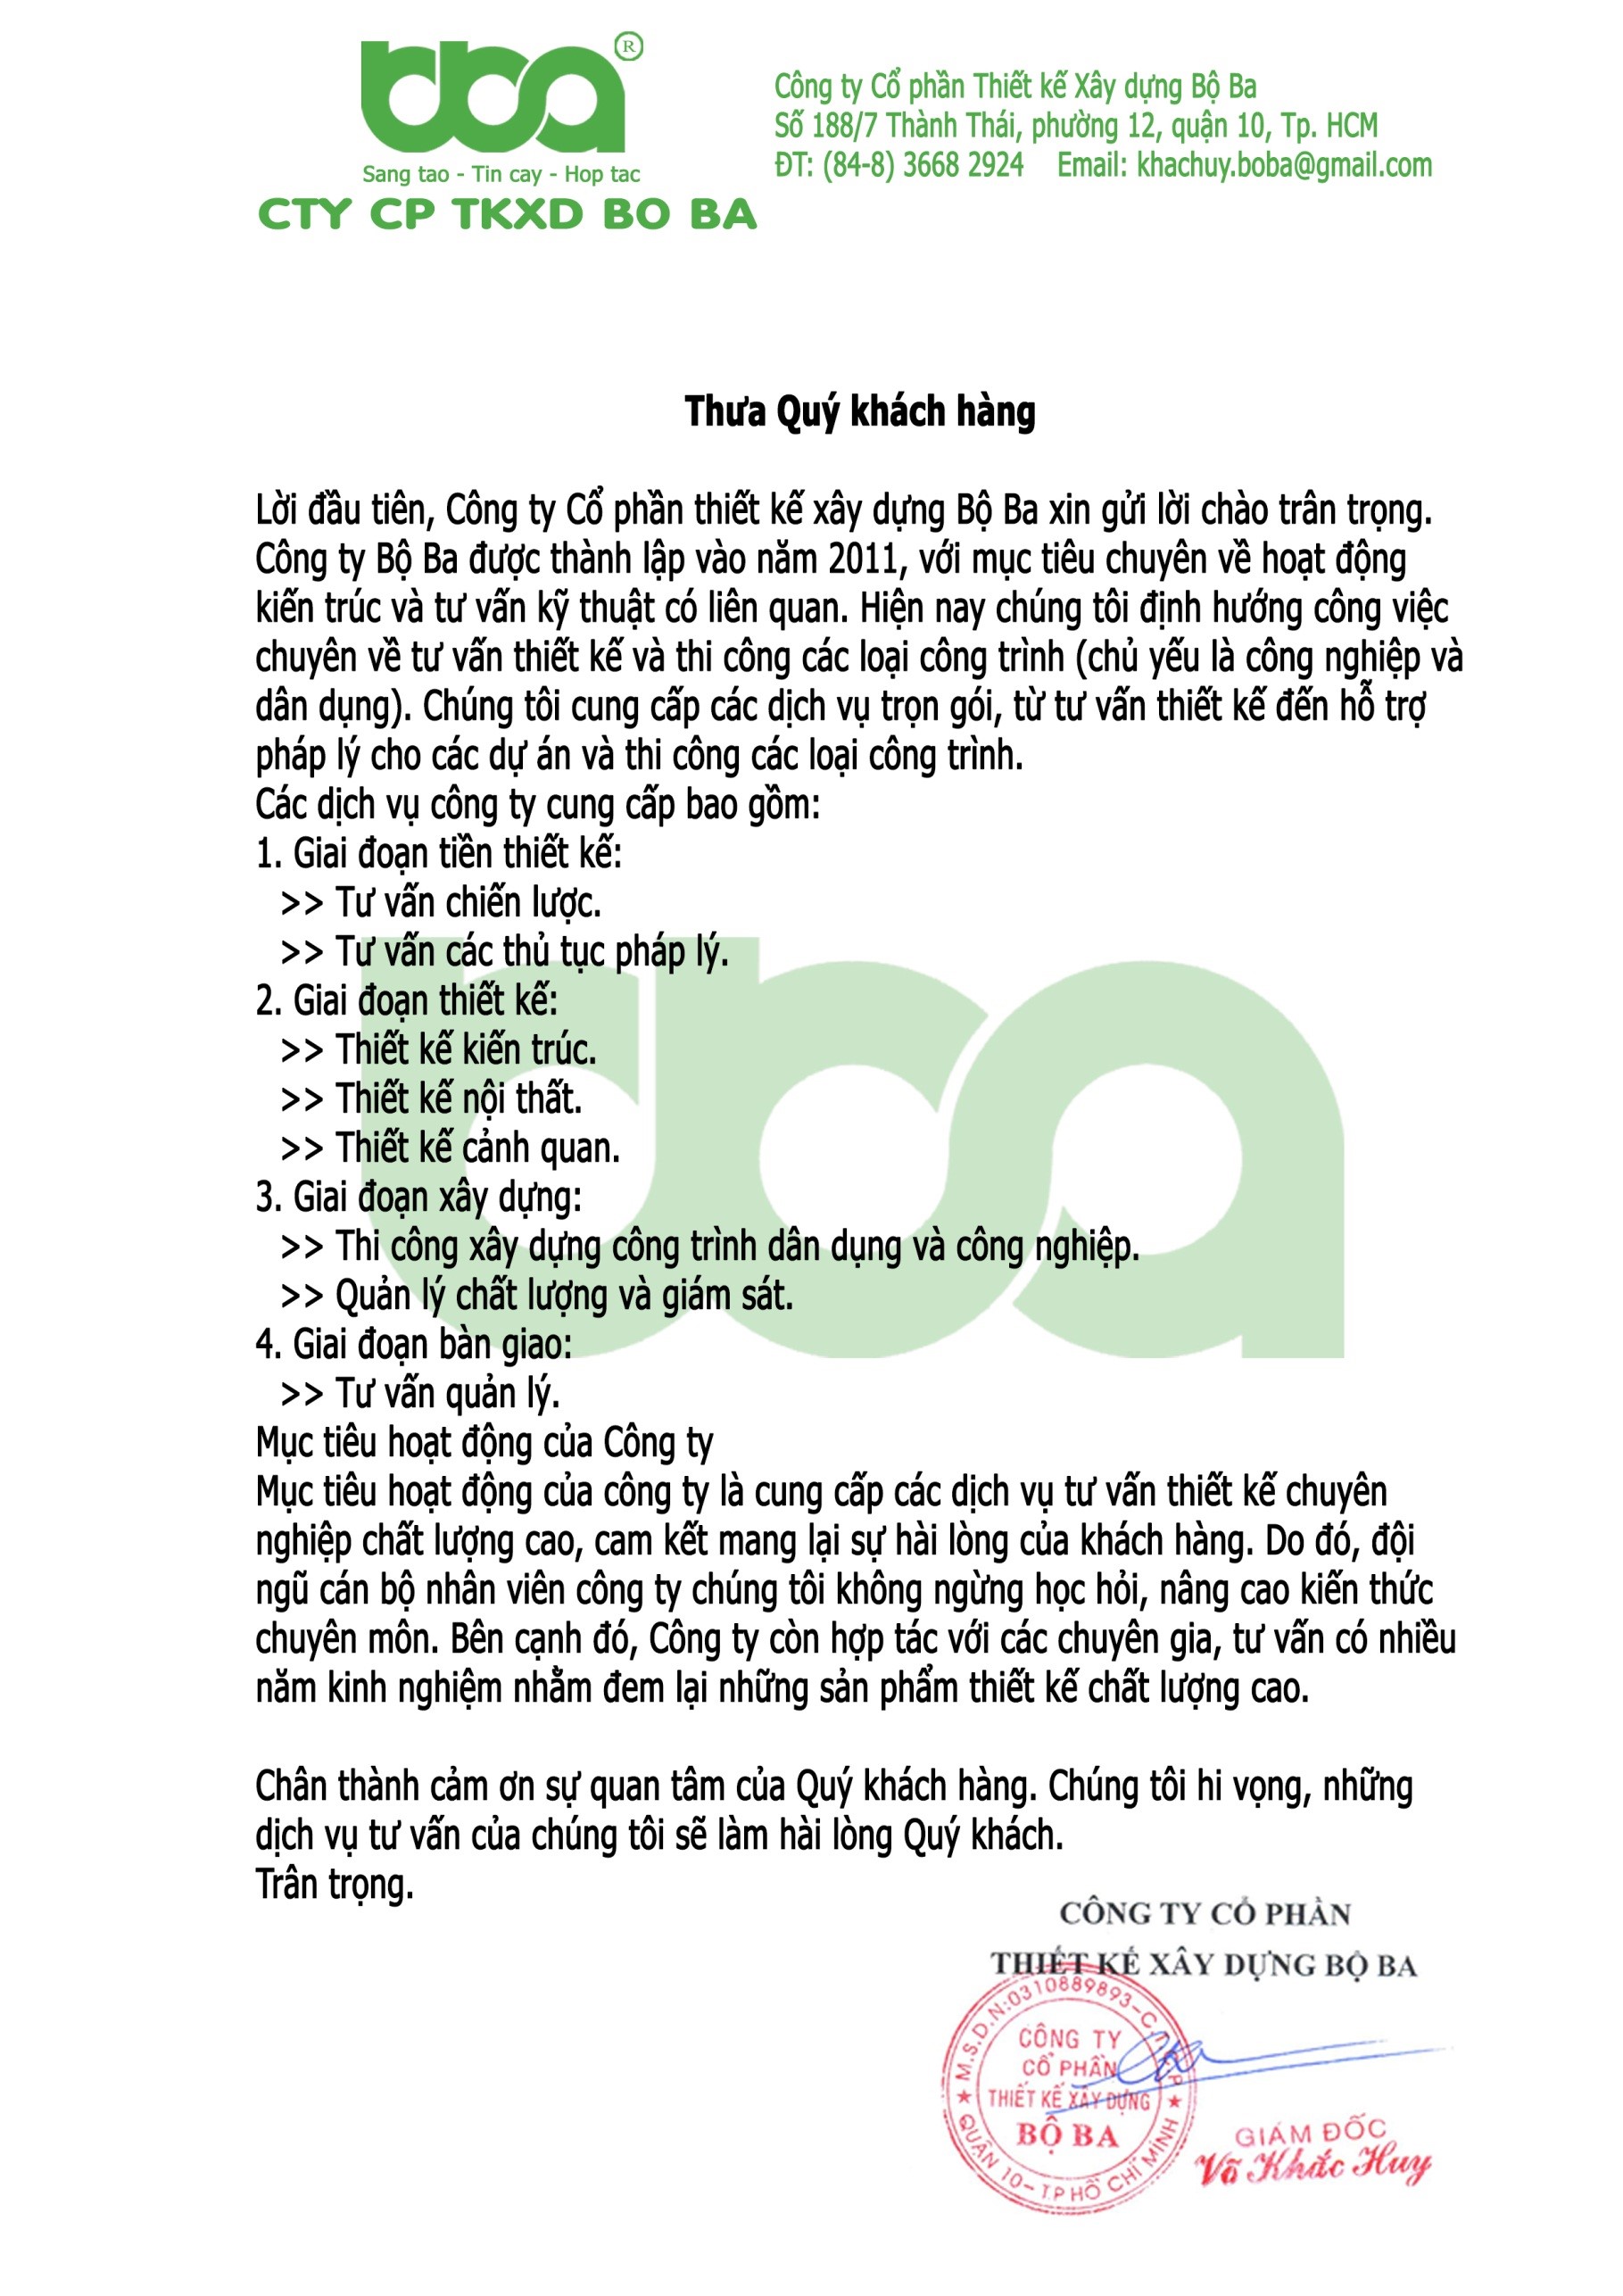 bba ®
Sang tao - Tin cay - Hop tac
CTY CP TKXD BO BA
Công ty Cổ phần Thiết kế Xây dựng Bộ Ba
Số 188/7 Thành Thái, phường 12, quận 10, Tp. HCM
ĐT: (84-8) 3668 2924 Email: khachuy.boba@gmail.com
Thưa Quý khách hàng
Lời đầu tiên, Công ty Cổ phần thiết kế xây dựng Bộ Ba xin gửi lời chào trân trọng.
Công ty Bộ Ba được thành lập vào năm 2011, với mục tiêu chuyên về hoạt động
kiến trúc và tư vấn kỹ thuật có liên quan. Hiện nay chúng tôi định hướng công việc
chuyên về tư vấn thiết kế và thi công các loại công trình (chủ yếu là công nghiệp và
dân dụng). Chúng tôi cung cấp các dịch vụ trọn gói, từ tư vấn thiết kế đến hỗ trợ
pháp lý cho các dự án và thi công các loại công trình.
Các dịch vụ công ty cung cấp bao gồm:
1. Giai đoạn tiền thiết kế:
>> Tư vấn chiến lược.
>> Tư vấn các thủ tục pháp lý.
2. Giai đoạn thiết kế:
>> Thiết kế kiến trúc.
>> Thiết kế nội thất.
>> Thiết kế cảnh quan.
3. Giai đoạn xây dựng:
>> Thi công xây dựng công trình dân dụng và công nghiệp.
>> Quản lý chất lượng và giám sát.
4. Giai đoạn bàn giao:
>> Tư vấn quản lý.
Mục tiêu hoạt động của Công ty
Mục tiêu hoạt động của công ty là cung cấp các dịch vụ tư vấn thiết kế chuyên
nghiệp chất lượng cao, cam kết mang lại sự hài lòng của khách hàng. Do đó, đội
ngũ cán bộ nhân viên công ty chúng tôi không ngừng học hỏi, nâng cao kiến thức
chuyên môn. Bên cạnh đó, Công ty còn hợp tác với các chuyên gia, tư vấn có nhiều
năm kinh nghiệm nhằm đem lại những sản phẩm thiết kế chất lượng cao.
Chân thành cảm ơn sự quan tâm của Quý khách hàng. Chúng tôi hi vọng, những
dịch vụ tư vấn của chúng tôi sẽ làm hài lòng Quý khách.
Trân trọng.
CÔNG TY CỔ PHẦN
THIẾT KẾ XÂY DỰNG BỘ BA
M.S.D.N:0310889893-C.T.C.P
CÔNG TY
CỔ PHẦN
THIẾT KẾ XÂY DỰNG
BỘ BA
QUẬN 10-T.P HỒ CHÍ MINH
GIÁM ĐỐC
Võ Khắc Huy